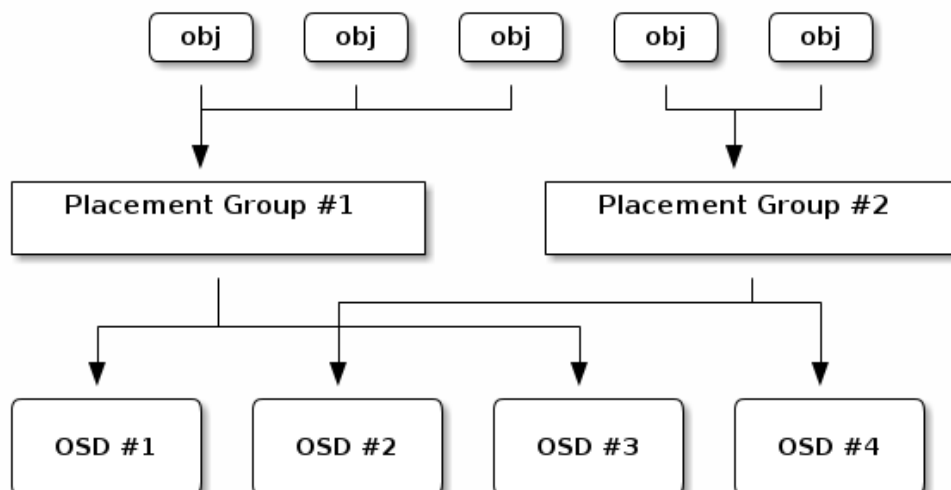 obj obj obj obj obj
Placement Group #1 Placement Group #2
OSD #1 OSD #2 OSD #3 OSD #4